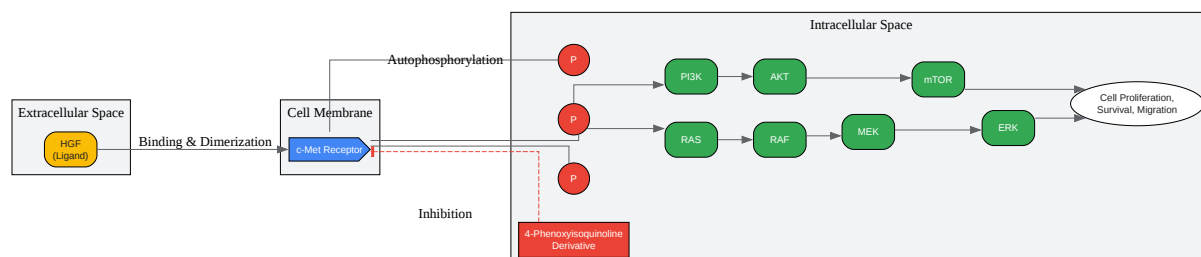 Intracellular Space
Autophosphorylation
P
PI3K
AKT
mTOR
Cell Proliferation,
Survival, Migration
Extracellular Space
HGF
(Ligand)
Binding & Dimerization
Cell Membrane
c-Met Receptor
P
RAS
RAF
MEK
ERK
P
Inhibition
4-Phenoxyisoquinoline
Derivative